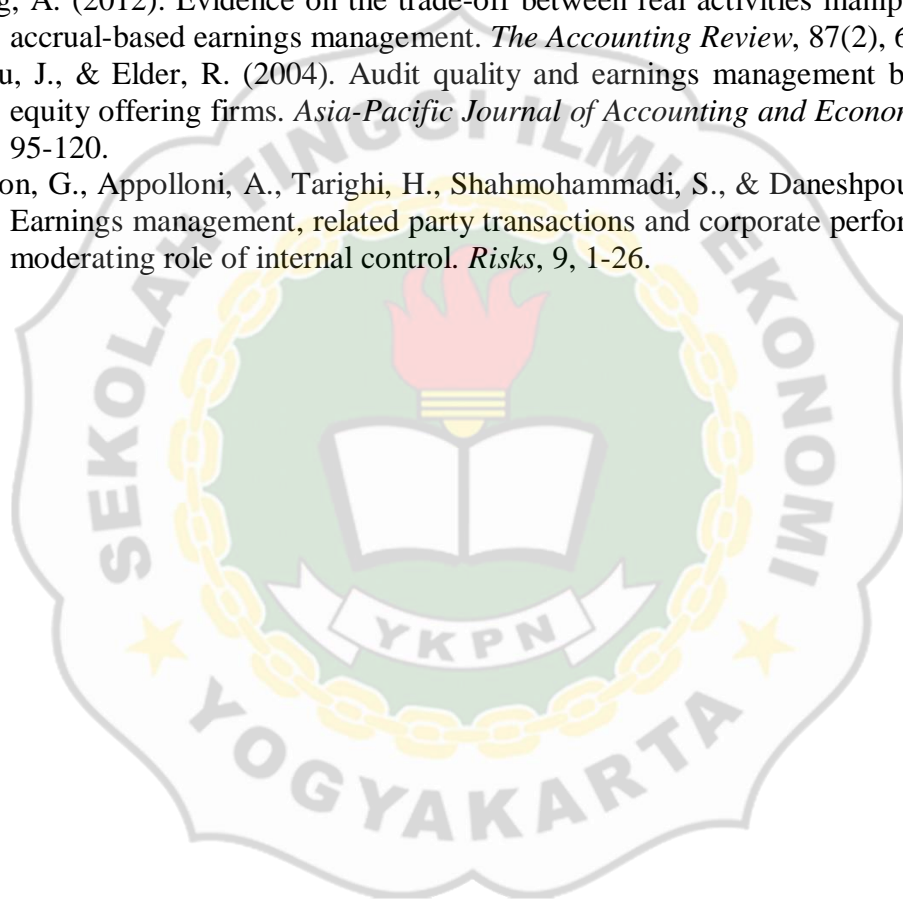 g, A. (2012). Evidence on the trade-off between real activities manip
accrual-based earnings management. The Accounting Review, 87(2), 6
u, J., & Elder, R. (2004). Audit quality and earnings management b
equity offering firms. Asia-Pacific Journal of Accounting and Econor
95-120.
on, G., Appolloni, A., Tarighi, H., Shahmohammadi, S., & Daneshpou
Earnings management, related party transactions and corporate perfor
moderating role of internal control. Risks, 9, 1-26.
SEKOLAH TINGGI ILMU EKONOMI
YKPN
YOGYAKARTA